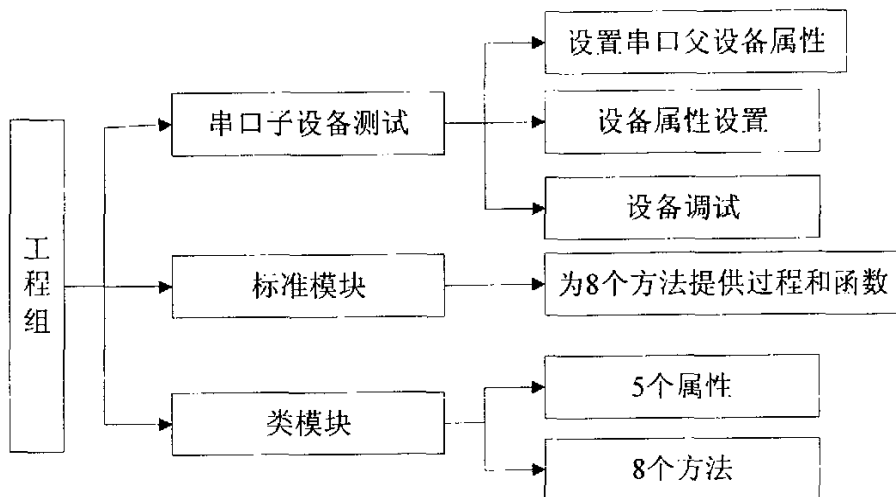 工程组
串口子设备测试
设置串口父设备属性
设备属性设置
设备调试
标准模块
为8个方法提供过程和函数
类模块
5个属性
8个方法